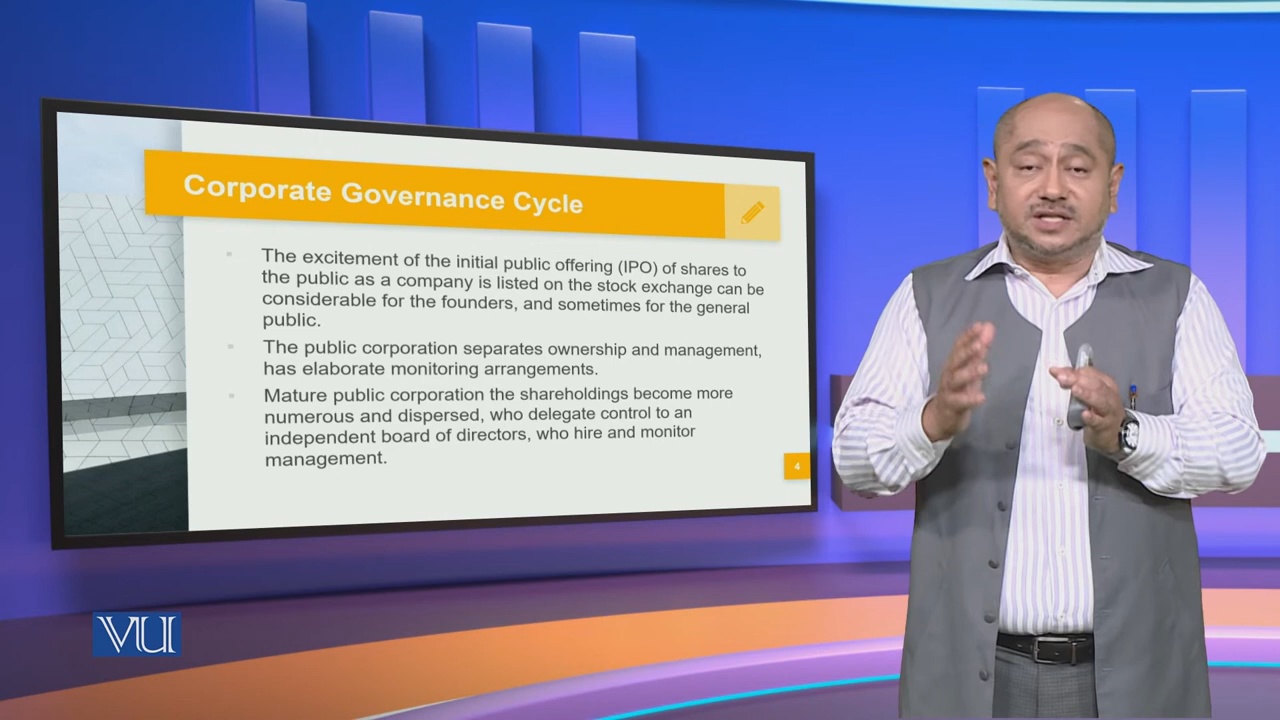 Corporate Governance Cycle
The excitement of the initial public offering (IPO) of shares to
the public as a company is listed on the stock exchange can be
considerable for the founders, and sometimes for the general
public.
The public corporation separates ownership and management,
has elaborate monitoring arrangements.
Mature public corporation the shareholdings become more
numerous and dispersed, who delegate control to an
independent board of directors, who hire and monitor
management.
4
VU